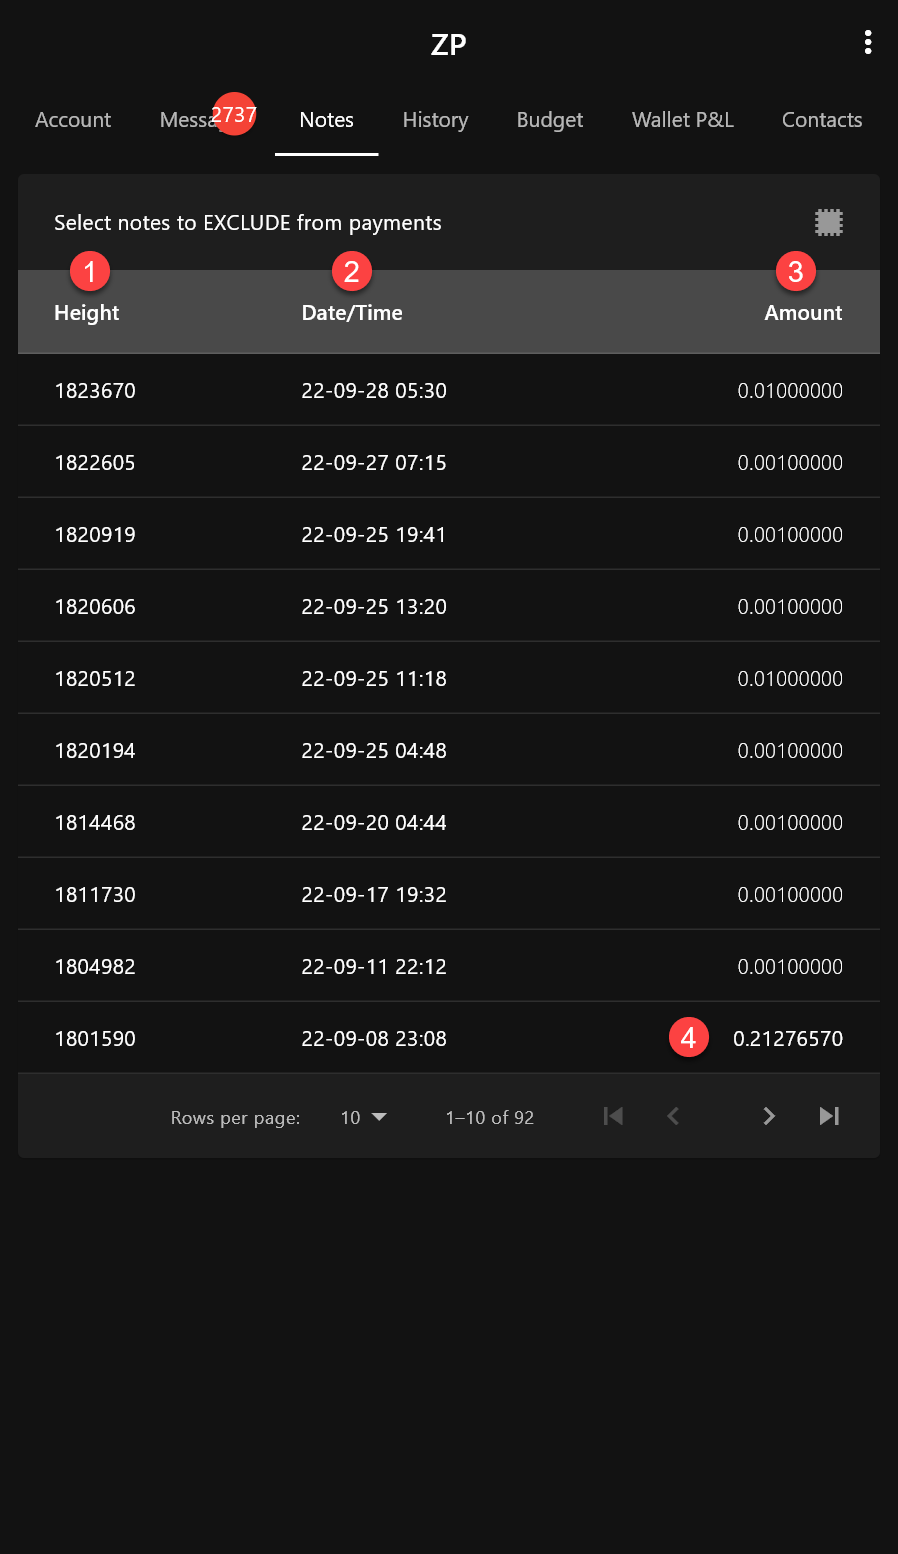 ZP
Account Messa 2737 Notes History Budget Wallet P&L Contacts
Select notes to EXCLUDE from payments
1 2 3
Height Date/Time Amount
1823670 22-09-28 05:30 0.01000000
1822605 22-09-27 07:15 0.00100000
1820919 22-09-25 19:41 0.00100000
1820606 22-09-25 13:20 0.00100000
1820512 22-09-25 11:18 0.01000000
1820194 22-09-25 04:48 0.00100000
1814468 22-09-20 04:44 0.00100000
1811730 22-09-17 19:32 0.00100000
1804982 22-09-11 22:12 0.00100000
1801590 22-09-08 23:08 4 0.21276570
Rows per page: 10 1–10 of 92